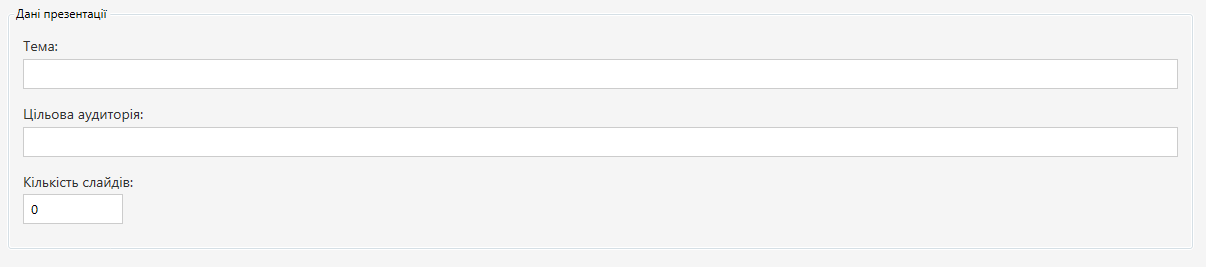 Дані презентації
Тема:
Цільова аудиторія:
Кількість слайдів:
0